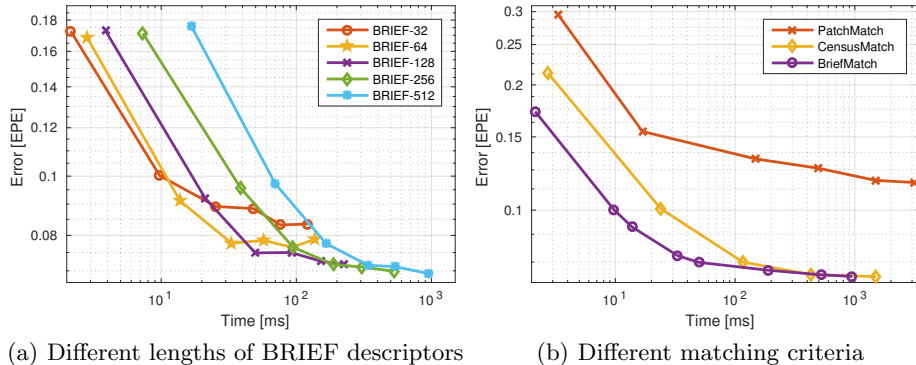 0.18
0.16
0.14
0.12
0.1
0.08
Error [EPE]
10^1
10^2
10^3
Time [ms]
BRIEF-32
BRIEF-64
BRIEF-128
BRIEF-256
BRIEF-512
(a) Different lengths of BRIEF descriptors
0.3
0.25
0.2
0.15
0.1
Error [EPE]
10^1
10^2
10^3
Time [ms]
PatchMatch
CensusMatch
BriefMatch
(b) Different matching criteria